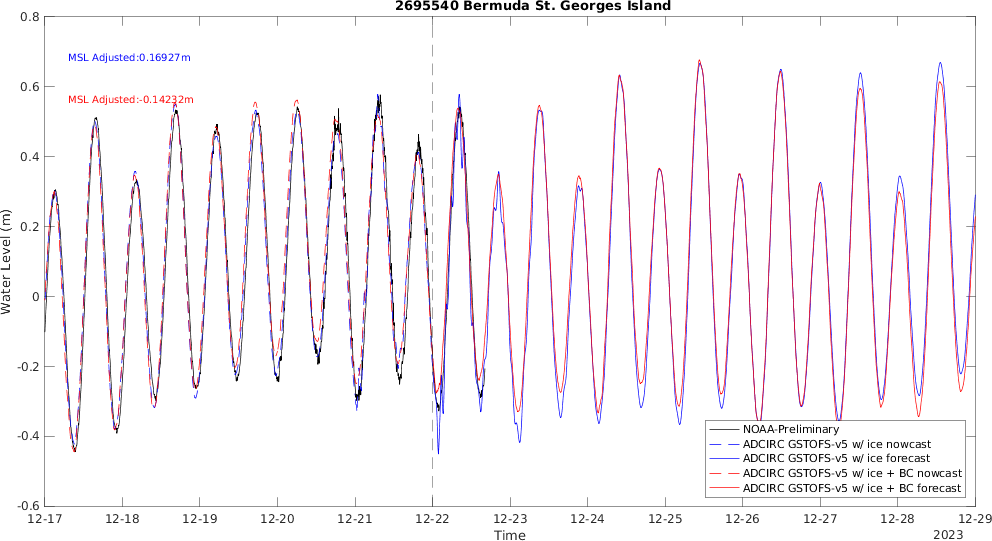 2695540 Bermuda St. Georges Island
MSL Adjusted:0.16927m
MSL Adjusted:-0.14232m
Water Level (m)
0.8
0.6
0.4
0.2
0
-0.2
-0.4
-0.6
NOAA-Preliminary
ADCIRC GSTOFS-v5 w/ ice nowcast
ADCIRC GSTOFS-v5 w/ ice forecast
ADCIRC GSTOFS-v5 w/ ice + BC nowcast
ADCIRC GSTOFS-v5 w/ ice + BC forecast
12-17 12-18 12-19 12-20 12-21 12-22 12-23 12-24 12-25 12-26 12-27 12-28 12-29
Time
2023